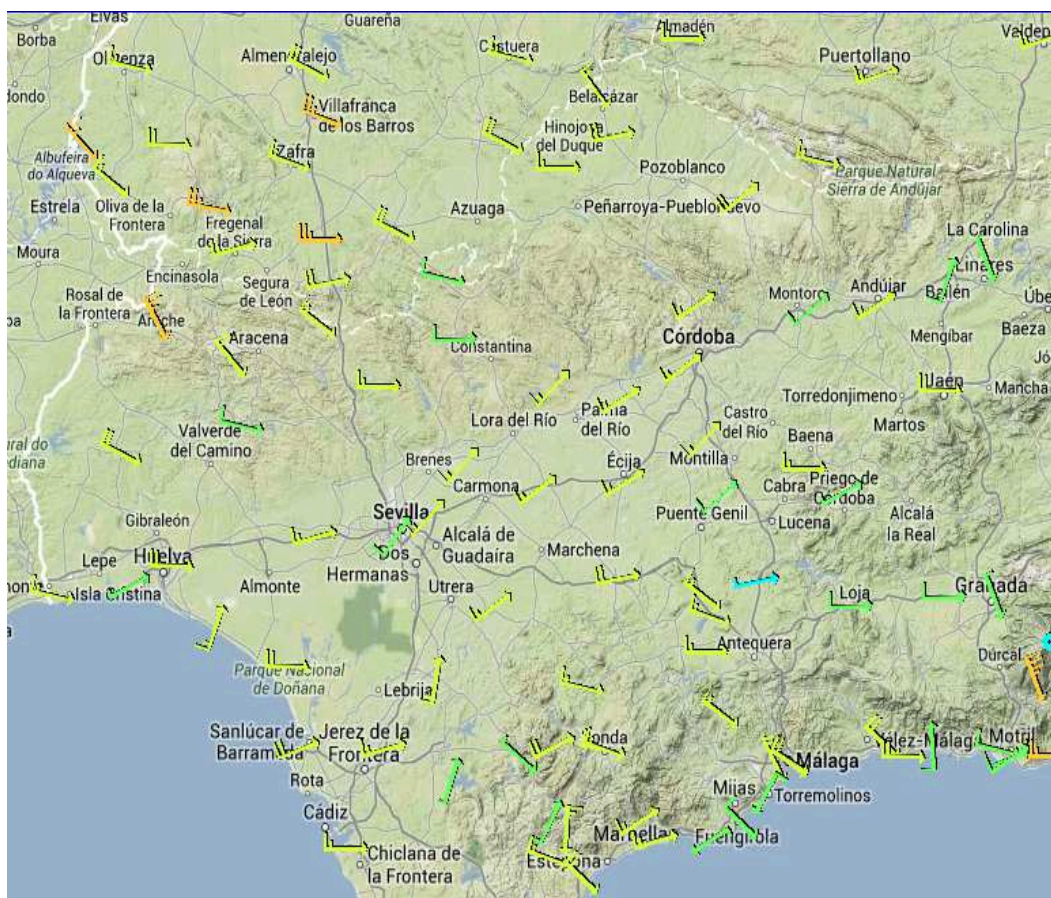 Elvas
Guareña
Almadén
Borba
Almendralejo
Castuera
Puertollano
Villafranca
de los Barros
Belalcázar
Hinojosa
del Duque
Zafra
Albufeira
do Alqueva
Pozoblanco
Parque Natural
Sierra de Andújar
Estrela
Oliva de la
Frontera
Azuaga
Peñarroya-Pueblonuevo
Fregenal
de la Sierra
La Carolina
Moura
Encinasola
Segura
de León
Linares
Rosal de
la Frontera
Montoro
Andújar
Bailén
Aroche
Mengíbar
Baeza
Aracena
Constantina
Córdoba
Jaén
Mancha
Torredonjimeno
Lora del Río
Palma
del Río
Castro
del Río
Martos
Valverde
del Camino
Baena
Brenes
Écija
Montilla
Carmona
Cabra
Priego de
Córdoba
Sevilla
Puente Genil
Lucena
Alcalá
la Real
Gibraleón
Alcalá de
Guadaíra
Marchena
Dos
Hermanas
Lepe
Huelva
Almonte
Utrera
Isla Cristina
Loja
Granada
Antequera
Dúrcal
Parque Nacional
de Doñana
Lebrija
Sanlúcar de
Barrameda
Jerez de la
Frontera
Ronda
Vélez-Málaga
Motril
Málaga
Rota
Mijas
Torremolinos
Cádiz
Marbella
Fuengirola
Chiclana de
la Frontera
Estepona